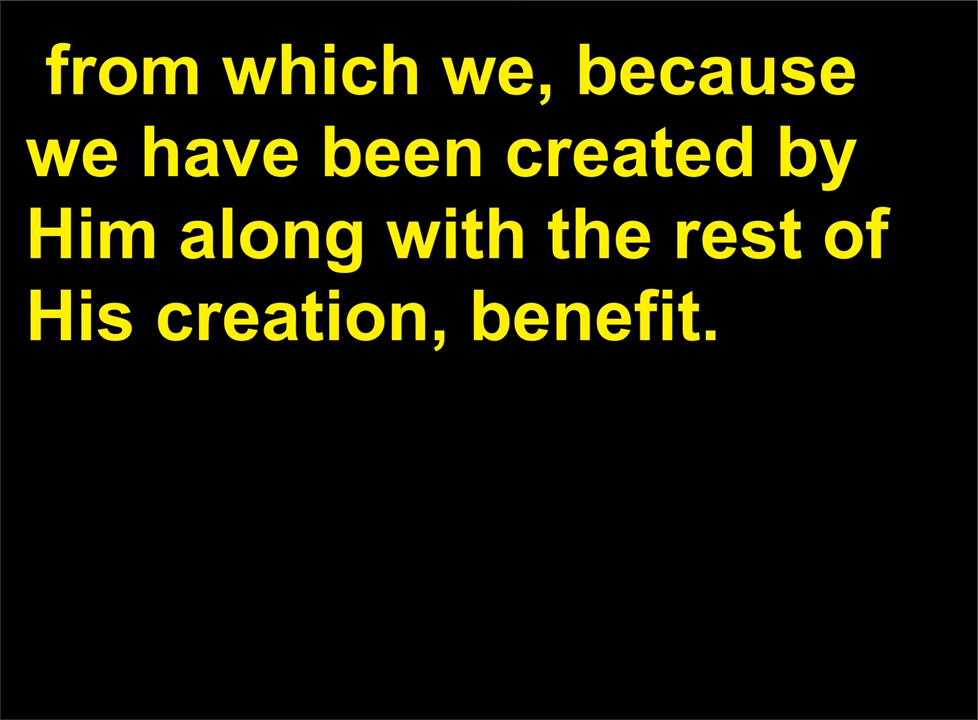 from which we, because
we have been created by
Him along with the rest of
His creation, benefit.